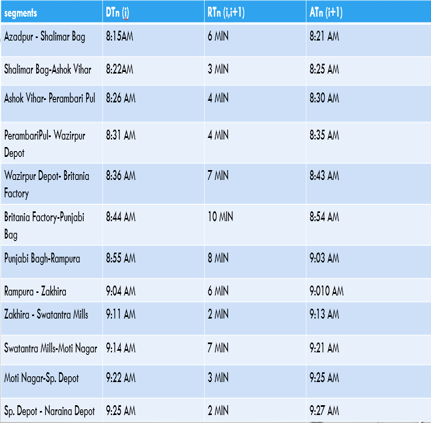 segments DTn (i) RTn (i,i+1) ATn (i+1)
Azadpur - Shalimar Bag 8:15AM 6 MIN 8:21 AM
Shalimar Bag-Ashok Vihar 8:22AM 3 MIN 8:25 AM
Ashok Vihar- Perambari Pul 8:26 AM 4 MIN 8:30 AM
PerambariPul- Wazirpur 8:31 AM 4 MIN 8:35 AM
Depot
Wazirpur Depot- Britania 8:36 AM 7 MIN 8:43 AM
Factory
Britania Factory-Punjabi 8:44 AM 10 MIN 8:54 AM
Bag
Punjabi Bagh-Rampura 8:55 AM 8 MIN 9:03 AM
Rampura - Zakhira 9:04 AM 6 MIN 9:010 AM
Zakhira - Swatantra Mills 9:11 AM 2 MIN 9:13 AM
Swatantra Mills-Moti Nagar 9:14 AM 7 MIN 9:21 AM
Moti Nagar-Sp. Depot 9:22 AM 3 MIN 9:25 AM
Sp. Depot - Naraina Depot 9:25 AM 2 MIN 9:27 AM